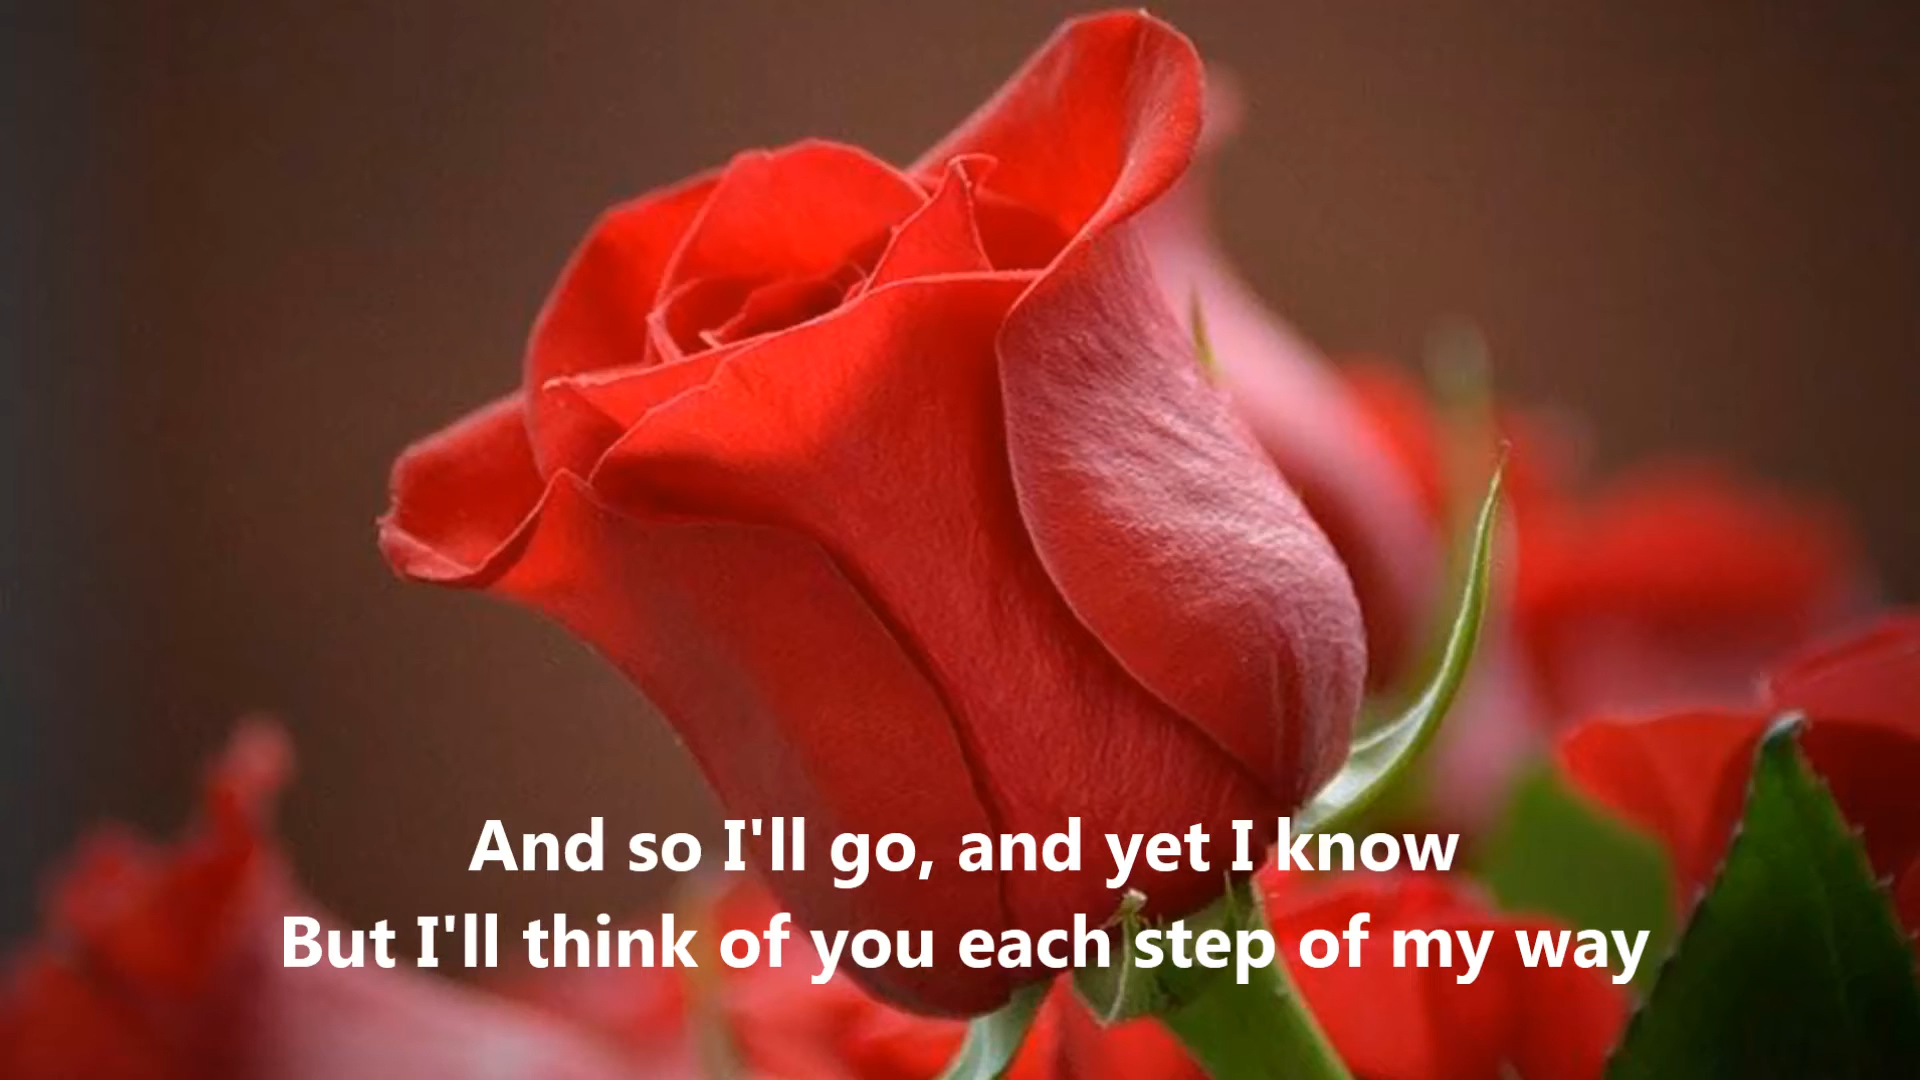 And so I'll go, and yet I know
But I'll think of you each step of my way